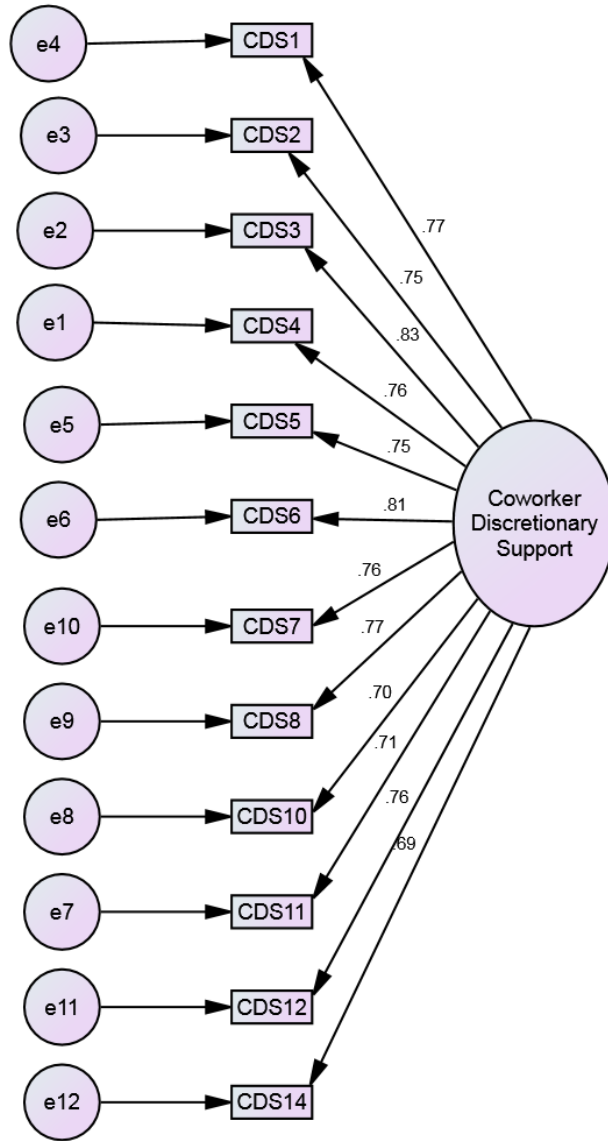 e4
CDS1
e3
CDS2
e2
CDS3
e1
CDS4
e5
CDS5
e6
CDS6
e10
CDS7
e9
CDS8
e8
CDS10
e7
CDS11
e11
CDS12
e12
CDS14
.77
.75
.83
.76
.75
.81
.76
.77
.70
.71
.76
.69
Coworker
Discretionary
Support